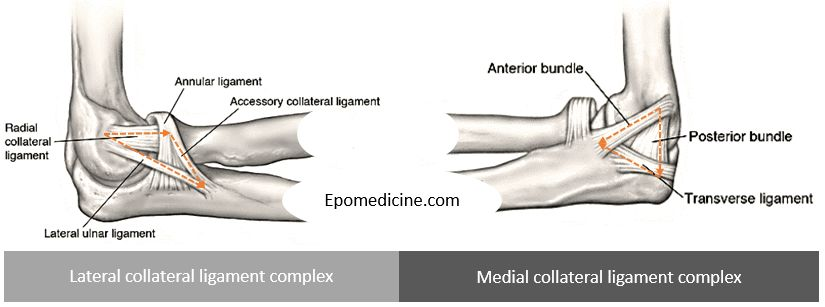 Annular ligament
Accessory collateral ligament
Radial
collateral
ligament
Lateral ulnar ligament
Anterior bundle
Posterior bundle
Transverse ligament
Epomedicine.com
Lateral collateral ligament complex
Medial collateral ligament complex